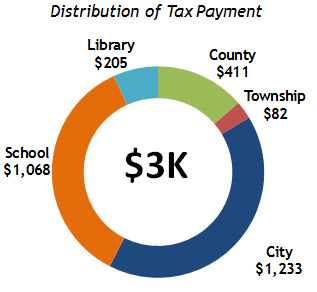 Distribution of Tax Payment
Library
$205
County
$411
Township
$82
School
$1,068
$3K
City
$1,233